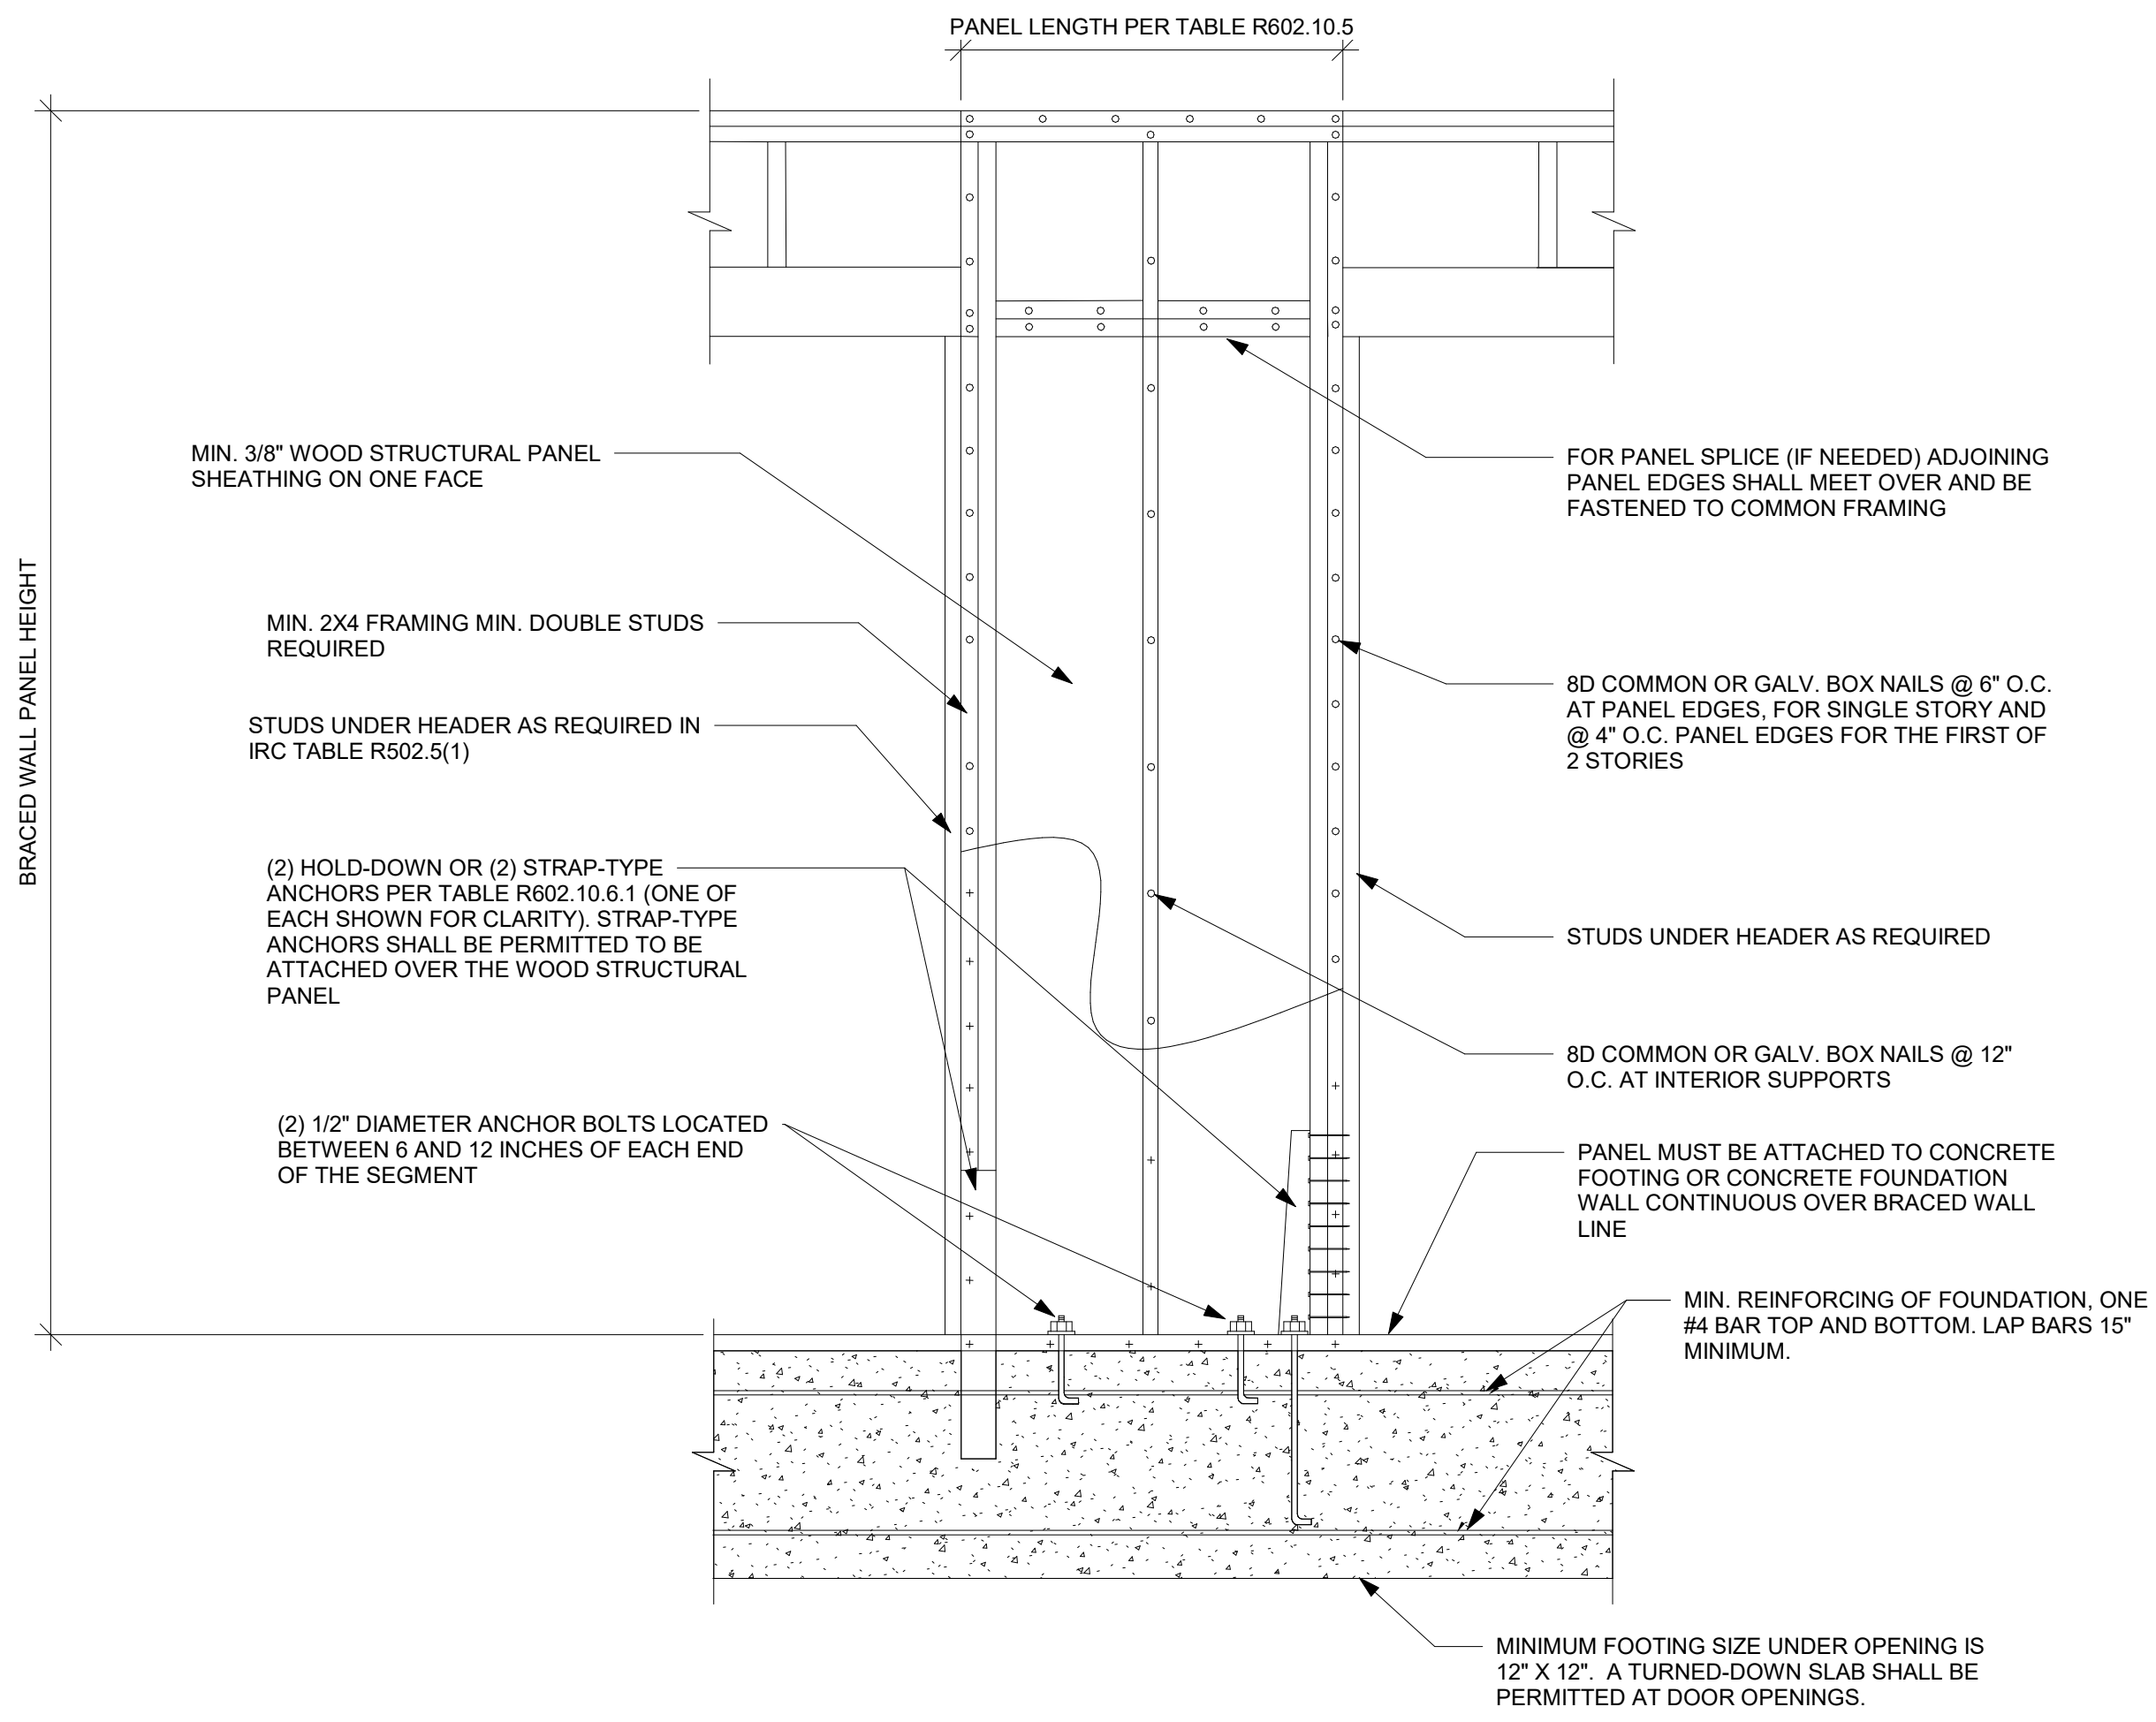 PANEL LENGTH PER TABLE R602.10.5
BRACED WALL PANEL HEIGHT
MIN. 3/8" WOOD STRUCTURAL PANEL
SHEATHING ON ONE FACE
MIN. 2X4 FRAMING MIN. DOUBLE STUDS
REQUIRED
STUDS UNDER HEADER AS REQUIRED IN
IRC TABLE R502.5(1)
(2) HOLD-DOWN OR (2) STRAP-TYPE
ANCHORS PER TABLE R602.10.6.1 (ONE OF
EACH SHOWN FOR CLARITY). STRAP-TYPE
ANCHORS SHALL BE PERMITTED TO BE
ATTACHED OVER THE WOOD STRUCTURAL
PANEL
(2) 1/2" DIAMETER ANCHOR BOLTS LOCATED
BETWEEN 6 AND 12 INCHES OF EACH END
OF THE SEGMENT
FOR PANEL SPLICE (IF NEEDED) ADJOINING
PANEL EDGES SHALL MEET OVER AND BE
FASTENED TO COMMON FRAMING
8D COMMON OR GALV. BOX NAILS @ 6" O.C.
AT PANEL EDGES, FOR SINGLE STORY AND
@ 4" O.C. PANEL EDGES FOR THE FIRST OF
2 STORIES
STUDS UNDER HEADER AS REQUIRED
8D COMMON OR GALV. BOX NAILS @ 12"
O.C. AT INTERIOR SUPPORTS
PANEL MUST BE ATTACHED TO CONCRETE
FOOTING OR CONCRETE FOUNDATION
WALL CONTINUOUS OVER BRACED WALL
LINE
MIN. REINFORCING OF FOUNDATION, ONE
#4 BAR TOP AND BOTTOM. LAP BARS 15"
MINIMUM.
MINIMUM FOOTING SIZE UNDER OPENING IS
12" X 12". A TURNED-DOWN SLAB SHALL BE
PERMITTED AT DOOR OPENINGS.